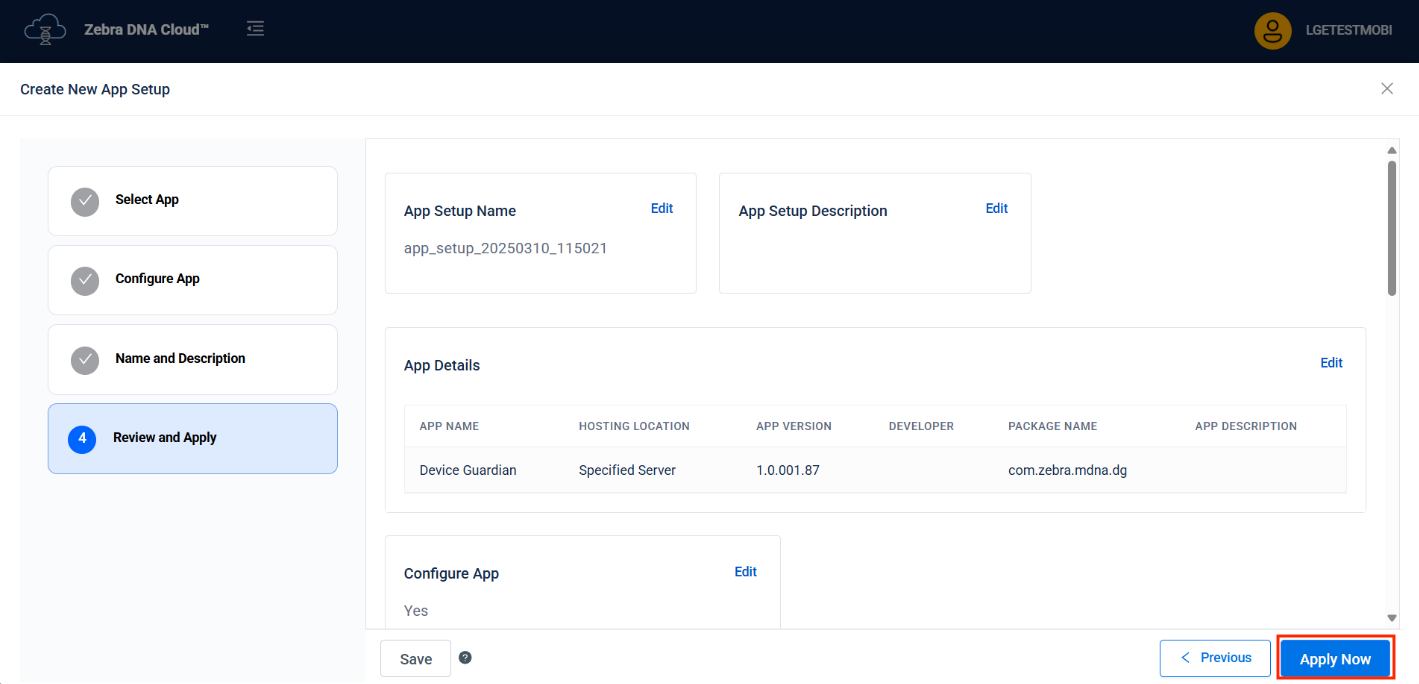 Zebra DNA Cloud™
LGETESTMOBI
Create New App Setup
Select App
Configure App
Name and Description
4
Review and Apply
App Setup Name
Edit
app_setup_20250310_115021
App Setup Description
Edit
App Details
Edit
APP NAME HOSTING LOCATION APP VERSION DEVELOPER PACKAGE NAME APP DESCRIPTION
Device Guardian Specified Server 1.0.001.87 com.zebra.mdna.dg
Configure App
Edit
Yes
Save
?
Previous
Apply Now